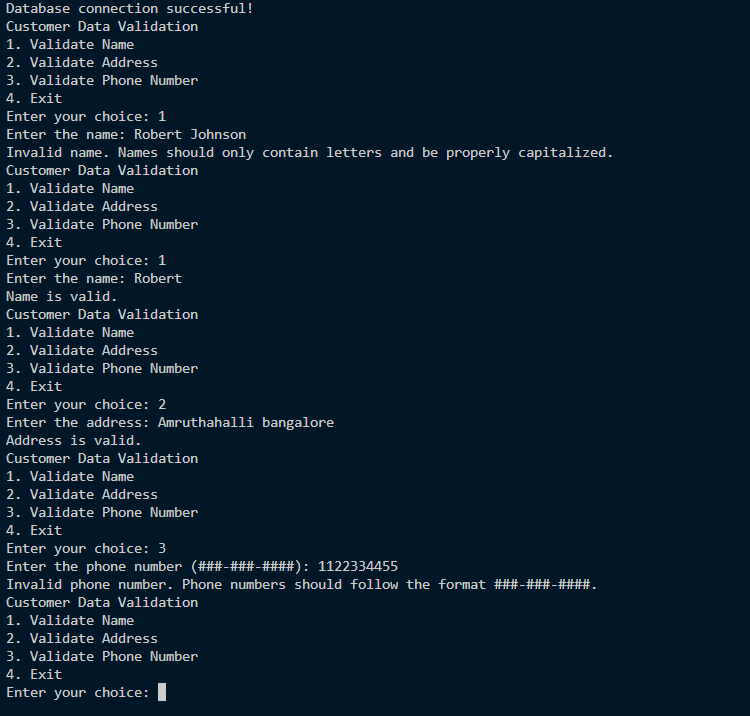 Database connection successful!
Customer Data Validation
1. Validate Name
2. Validate Address
3. Validate Phone Number
4. Exit
Enter your choice: 1
Enter the name: Robert Johnson
Invalid name. Names should only contain letters and be properly capitalized.
Customer Data Validation
1. Validate Name
2. Validate Address
3. Validate Phone Number
4. Exit
Enter your choice: 1
Enter the name: Robert
Name is valid.
Customer Data Validation
1. Validate Name
2. Validate Address
3. Validate Phone Number
4. Exit
Enter your choice: 2
Enter the address: Amruthahalli bangalore
Address is valid.
Customer Data Validation
1. Validate Name
2. Validate Address
3. Validate Phone Number
4. Exit
Enter your choice: 3
Enter the phone number (###-###-####): 1122334455
Invalid phone number. Phone numbers should follow the format ###-###-####.
Customer Data Validation
1. Validate Name
2. Validate Address
3. Validate Phone Number
4. Exit
Enter your choice: